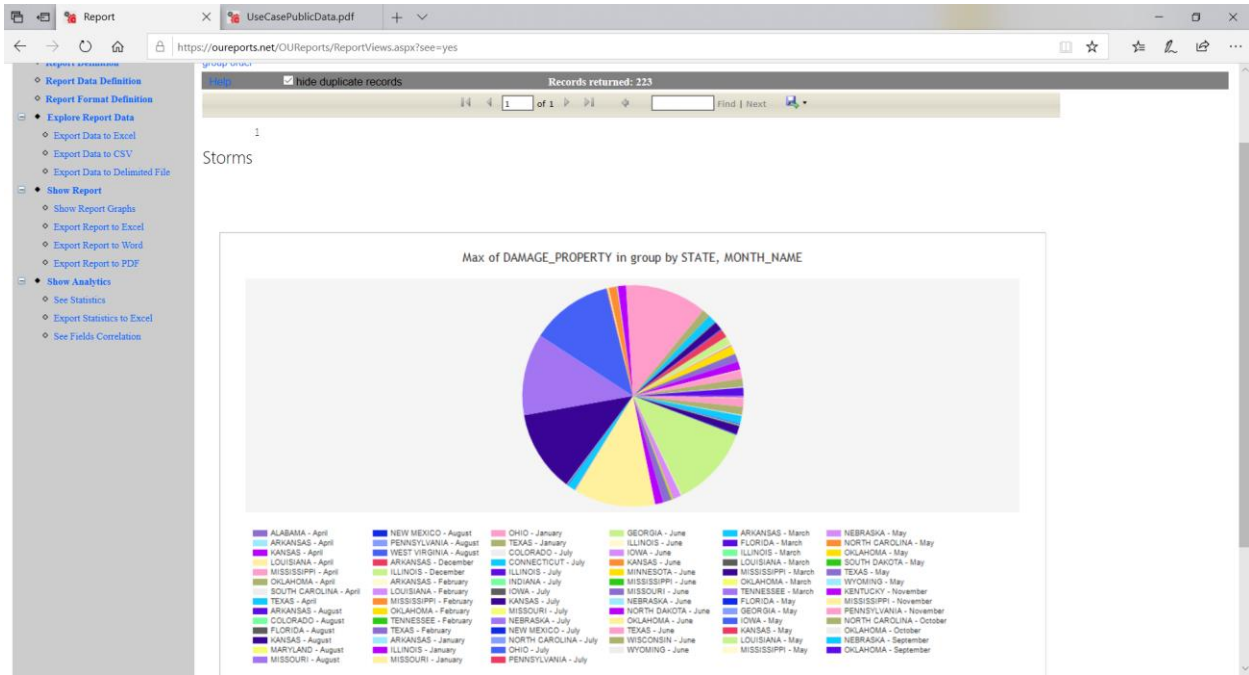 Report
UseCasePublicData.pdf
https://oureports.net/OUReports/ReportViews.aspx?see=yes
Report Definition
Report Data Definition
Report Format Definition
Explore Report Data
Export Data to Excel
Export Data to CSV
Export Data to Delimited File
Show Report
Show Report Graphs
Export Report to Excel
Export Report to Word
Export Report to PDF
Show Analytics
See Statistics
Export Statistics to Excel
See Fields Correlation
group order
Help hide duplicate records Records returned: 223
1 of 1 Find | Next
1
Storms
Max of DAMAGE_PROPERTY in group by STATE, MONTH_NAME
ALABAMA - April
ARKANSAS - April
KANSAS - April
LOUISIANA - April
MISSISSIPPI - April
OKLAHOMA - April
SOUTH CAROLINA - April
TEXAS - April
ARKANSAS - August
COLORADO - August
FLORIDA - August
KANSAS - August
MARYLAND - August
MISSOURI - August
NEW MEXICO - August
PENNSYLVANIA - August
WEST VIRGINIA - August
ARKANSAS - December
ILLINOIS - December
ARKANSAS - February
LOUISIANA - February
MISSISSIPPI - February
OKLAHOMA - February
TENNESSEE - February
TEXAS - February
ARKANSAS - January
ILLINOIS - January
MISSOURI - January
OHIO - January
TEXAS - January
COLORADO - July
CONNECTICUT - July
ILLINOIS - July
INDIANA - July
IOWA - July
KANSAS - July
MISSOURI - July
NEBRASKA - July
NEW MEXICO - July
NORTH CAROLINA - July
OHIO - July
PENNSYLVANIA - July
GEORGIA - June
ILLINOIS - June
IOWA - June
KANSAS - June
MINNESOTA - June
MISSISSIPPI - June
MISSOURI - June
NEBRASKA - June
NORTH DAKOTA - June
OKLAHOMA - June
TEXAS - June
WISCONSIN - June
WYOMING - June
ARKANSAS - March
FLORIDA - March
ILLINOIS - March
LOUISIANA - March
MISSISSIPPI - March
OKLAHOMA - March
TENNESSEE - March
FLORIDA - May
GEORGIA - May
IOWA - May
KANSAS - May
LOUISIANA - May
MISSISSIPPI - May
NEBRASKA - May
NORTH CAROLINA - May
OKLAHOMA - May
SOUTH DAKOTA - May
TEXAS - May
WYOMING - May
KENTUCKY - November
MISSISSIPPI - November
PENNSYLVANIA - November
NORTH CAROLINA - October
OKLAHOMA - October
NEBRASKA - September
OKLAHOMA - September